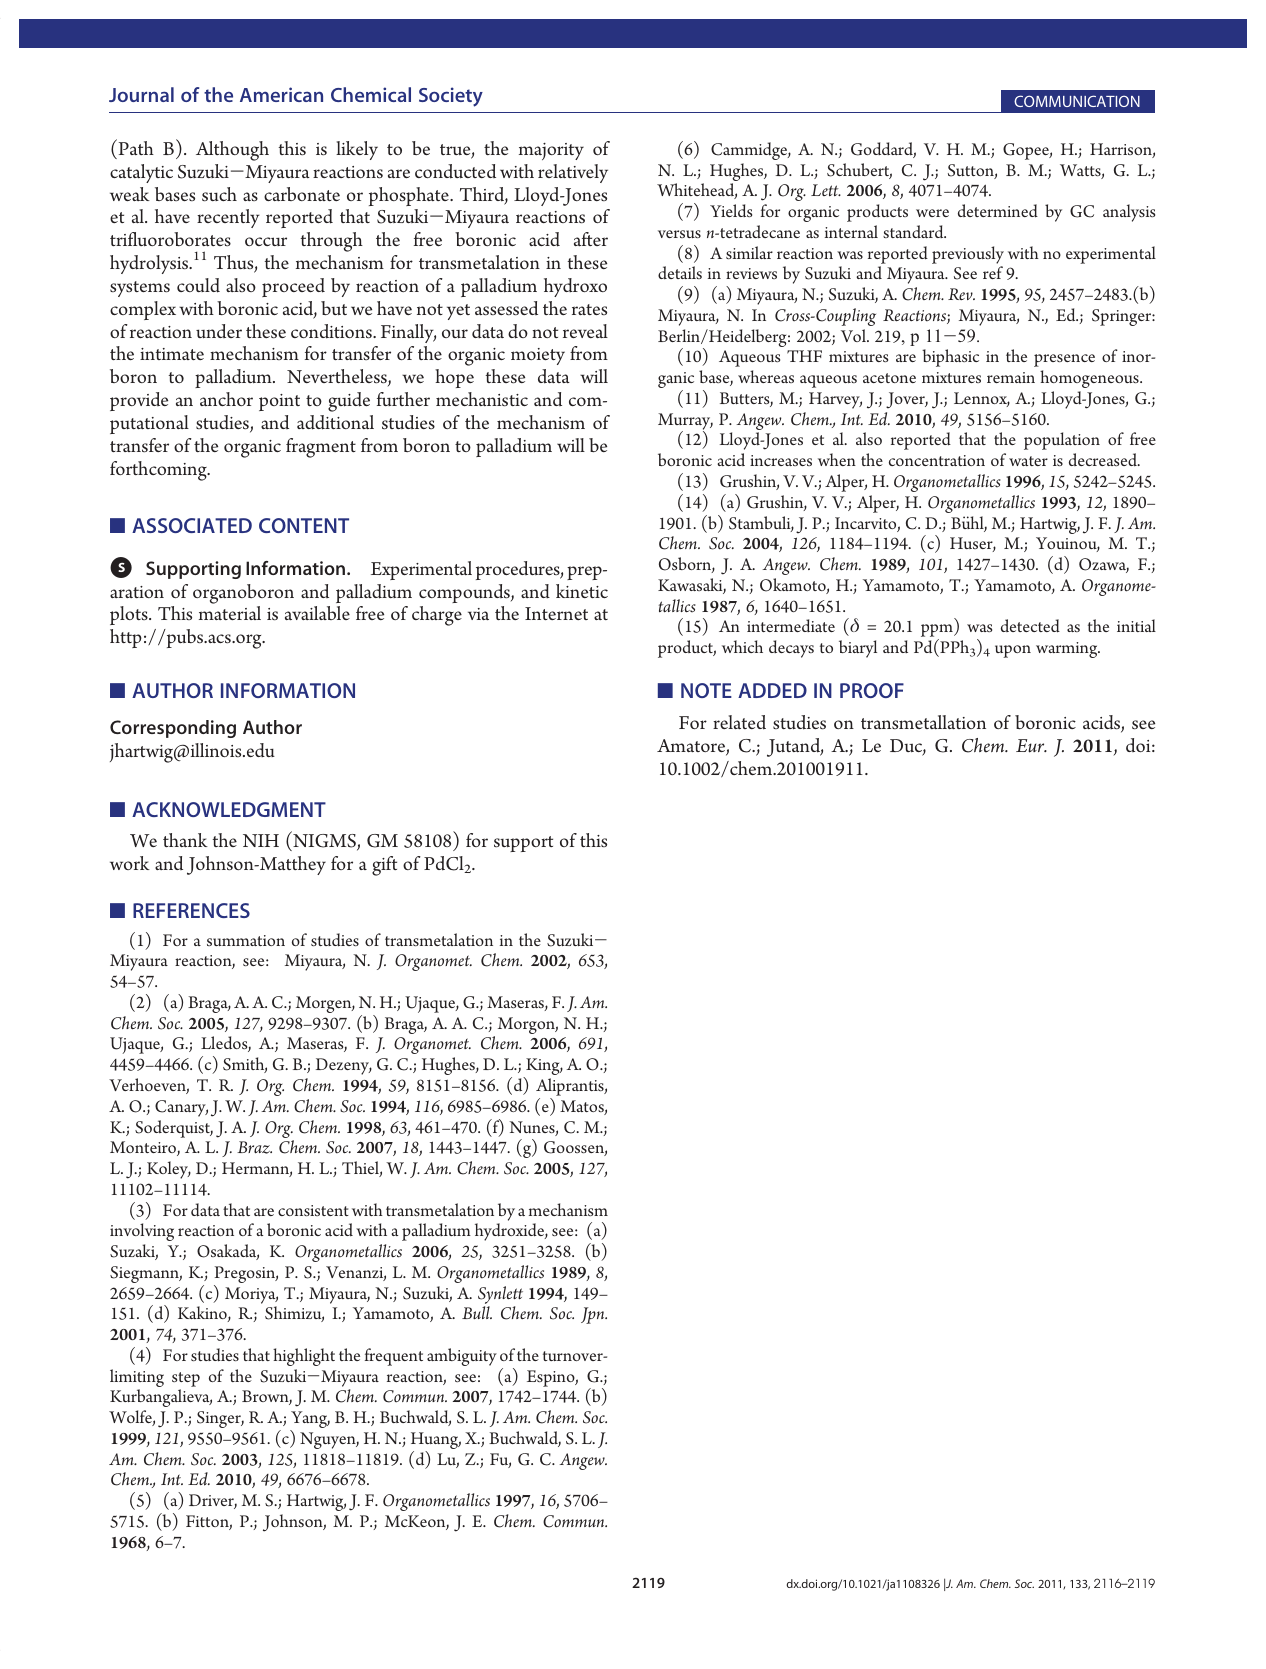 Journal of the American Chemical Society
COMMUNICATION
(Path B). Although this is likely to be true, the majority of
catalytic Suzuki−Miyaura reactions are conducted with relatively
weak bases such as carbonate or phosphate. Third, Lloyd-Jones
et al. have recently reported that Suzuki−Miyaura reactions of
trifluoroborates occur through the free boronic acid after
hydrolysis.11 Thus, the mechanism for transmetalation in these
systems could also proceed by reaction of a palladium hydroxo
complex with boronic acid, but we have not yet assessed the rates
of reaction under these conditions. Finally, our data do not reveal
the intimate mechanism for transfer of the organic moiety from
boron to palladium. Nevertheless, we hope these data will
provide an anchor point to guide further mechanistic and com-
putational studies, and additional studies of the mechanism of
transfer of the organic fragment from boron to palladium will be
forthcoming.
■ ASSOCIATED CONTENT
S Supporting Information. Experimental procedures, prep-
aration of organoboron and palladium compounds, and kinetic
plots. This material is available free of charge via the Internet at
http://pubs.acs.org.
■ AUTHOR INFORMATION
Corresponding Author
jhartwig@illinois.edu
■ ACKNOWLEDGMENT
We thank the NIH (NIGMS, GM 58108) for support of this
work and Johnson-Matthey for a gift of PdCl2.
■ REFERENCES
(1) For a summation of studies of transmetalation in the Suzuki−
Miyaura reaction, see: Miyaura, N. J. Organomet. Chem. 2002, 653,
54–57.
(2) (a) Braga, A. A. C.; Morgen, N. H.; Ujaque, G.; Maseras, F. J. Am.
Chem. Soc. 2005, 127, 9298–9307. (b) Braga, A. A. C.; Morgon, N. H.;
Ujaque, G.; Lledos, A.; Maseras, F. J. Organomet. Chem. 2006, 691,
4459–4466. (c) Smith, G. B.; Dezeny, G. C.; Hughes, D. L.; King, A. O.;
Verhoeven, T. R. J. Org. Chem. 1994, 59, 8151–8156. (d) Aliprantis,
A. O.; Canary, J. W. J. Am. Chem. Soc. 1994, 116, 6985–6986. (e) Matos,
K.; Soderquist, J. A. J. Org. Chem. 1998, 63, 461–470. (f) Nunes, C. M.;
Monteiro, A. L. J. Braz. Chem. Soc. 2007, 18, 1443–1447. (g) Goossen,
L. J.; Koley, D.; Hermann, H. L.; Thiel, W. J. Am. Chem. Soc. 2005, 127,
11102–11114.
(3) For data that are consistent with transmetalation by a mechanism
involving reaction of a boronic acid with a palladium hydroxide, see: (a)
Suzaki, Y.; Osakada, K. Organometallics 2006, 25, 3251–3258. (b)
Siegmann, K.; Pregosin, P. S.; Venanzi, L. M. Organometallics 1989, 8,
2659–2664. (c) Moriya, T.; Miyaura, N.; Suzuki, A. Synlett 1994, 149–
151. (d) Kakino, R.; Shimizu, I.; Yamamoto, A. Bull. Chem. Soc. Jpn.
2001, 74, 371–376.
(4) For studies that highlight the frequent ambiguity of the turnover-
limiting step of the Suzuki−Miyaura reaction, see: (a) Espino, G.;
Kurbangalieva, A.; Brown, J. M. Chem. Commun. 2007, 1742–1744. (b)
Wolfe, J. P.; Singer, R. A.; Yang, B. H.; Buchwald, S. L. J. Am. Chem. Soc.
1999, 121, 9550–9561. (c) Nguyen, H. N.; Huang, X.; Buchwald, S. L. J.
Am. Chem. Soc. 2003, 125, 11818–11819. (d) Lu, Z.; Fu, G. C. Angew.
Chem., Int. Ed. 2010, 49, 6676–6678.
(5) (a) Driver, M. S.; Hartwig, J. F. Organometallics 1997, 16, 5706–
5715. (b) Fitton, P.; Johnson, M. P.; McKeon, J. E. Chem. Commun.
1968, 6–7.
(6) Cammidge, A. N.; Goddard, V. H. M.; Gopee, H.; Harrison,
N. L.; Hughes, D. L.; Schubert, C. J.; Sutton, B. M.; Watts, G. L.;
Whitehead, A. J. Org. Lett. 2006, 8, 4071–4074.
(7) Yields for organic products were determined by GC analysis
versus n-tetradecane as internal standard.
(8) A similar reaction was reported previously with no experimental
details in reviews by Suzuki and Miyaura. See ref 9.
(9) (a) Miyaura, N.; Suzuki, A. Chem. Rev. 1995, 95, 2457–2483.(b)
Miyaura, N. In Cross-Coupling Reactions; Miyaura, N., Ed.; Springer:
Berlin/Heidelberg: 2002; Vol. 219, p 11−59.
(10) Aqueous THF mixtures are biphasic in the presence of inor-
ganic base, whereas aqueous acetone mixtures remain homogeneous.
(11) Butters, M.; Harvey, J.; Jover, J.; Lennox, A.; Lloyd-Jones, G.;
Murray, P. Angew. Chem., Int. Ed. 2010, 49, 5156–5160.
(12) Lloyd-Jones et al. also reported that the population of free
boronic acid increases when the concentration of water is decreased.
(13) Grushin, V. V.; Alper, H. Organometallics 1996, 15, 5242–5245.
(14) (a) Grushin, V. V.; Alper, H. Organometallics 1993, 12, 1890–
1901. (b) Stambuli, J. P.; Incarvito, C. D.; Bühl, M.; Hartwig, J. F. J. Am.
Chem. Soc. 2004, 126, 1184–1194. (c) Huser, M.; Youinou, M. T.;
Osborn, J. A. Angew. Chem. 1989, 101, 1427–1430. (d) Ozawa, F.;
Kawasaki, N.; Okamoto, H.; Yamamoto, T.; Yamamoto, A. Organome-
tallics 1987, 6, 1640–1651.
(15) An intermediate (δ = 20.1 ppm) was detected as the initial
product, which decays to biaryl and Pd(PPh3)4 upon warming.
■ NOTE ADDED IN PROOF
For related studies on transmetallation of boronic acids, see
Amatore, C.; Jutand, A.; Le Duc, G. Chem. Eur. J. 2011, doi:
10.1002/chem.201001911.
2119
dx.doi.org/10.1021/ja1108326 |J. Am. Chem. Soc. 2011, 133, 2116–2119